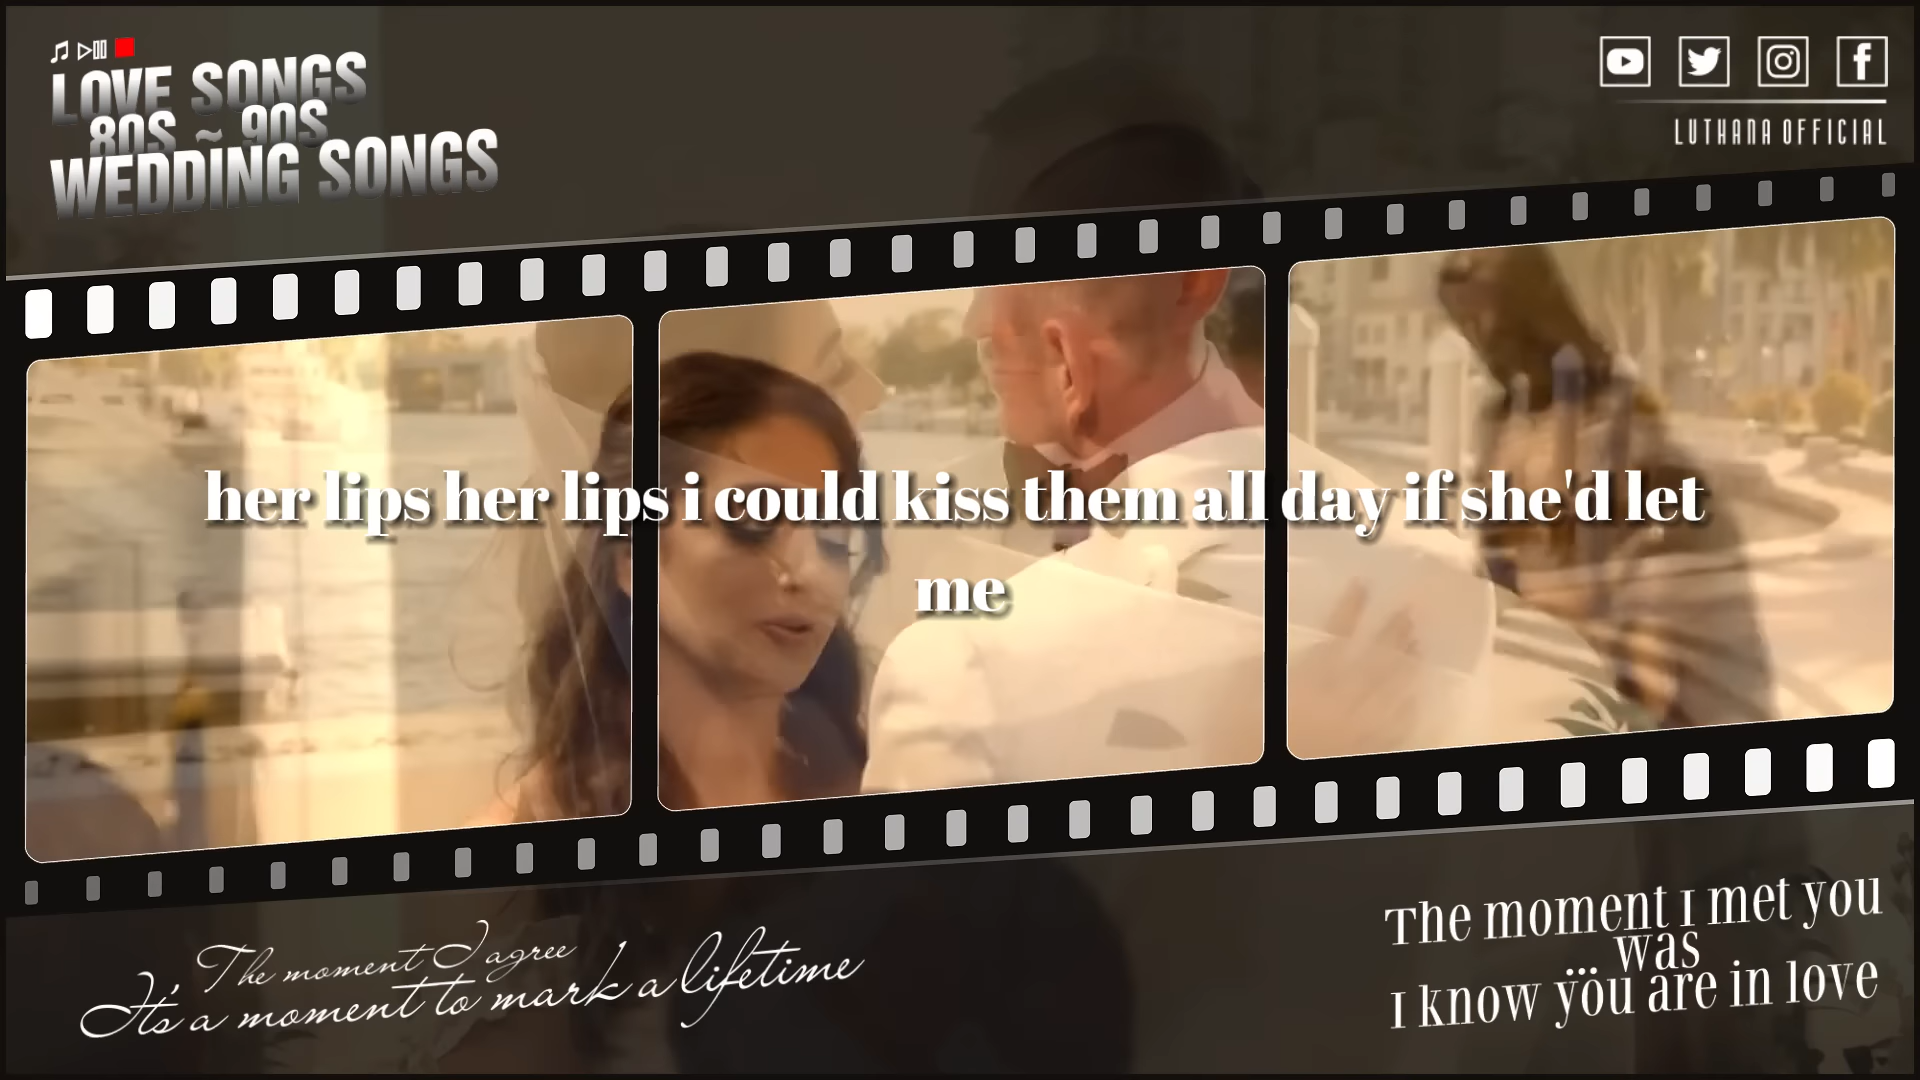 LOVE SONGS
80S ~ 90S
WEDDING SONGS
LUTHANA OFFICIAL
her lips her lips i could kiss them all day if she'd let
me
The moment I agree
It's a moment to mark a lifetime
The moment I met you
was
I know you are in love